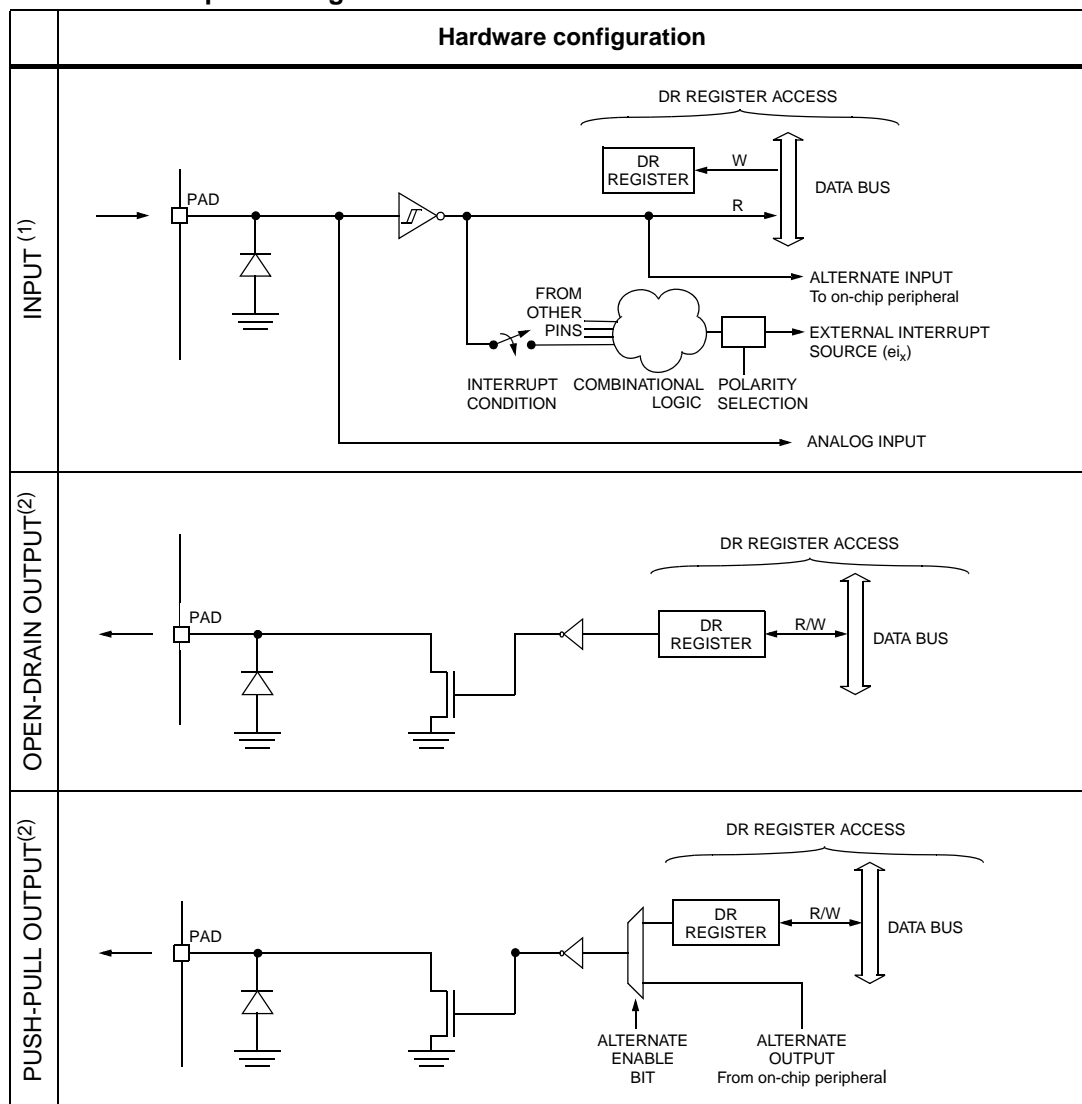 Hardware configuration
INPUT (1)
DR REGISTER ACCESS
DR
REGISTER
W
R
DATA BUS
PAD
ALTERNATE INPUT
To on-chip peripheral
FROM
OTHER
PINS
EXTERNAL INTERRUPT
SOURCE (eix)
INTERRUPT
CONDITION
COMBINATIONAL
LOGIC
POLARITY
SELECTION
ANALOG INPUT
OPEN-DRAIN OUTPUT(2)
DR REGISTER ACCESS
PAD
DR
REGISTER
R/W
DATA BUS
PUSH-PULL OUTPUT(2)
DR REGISTER ACCESS
PAD
DR
REGISTER
R/W
DATA BUS
ALTERNATE
ENABLE
BIT
ALTERNATE
OUTPUT
From on-chip peripheral